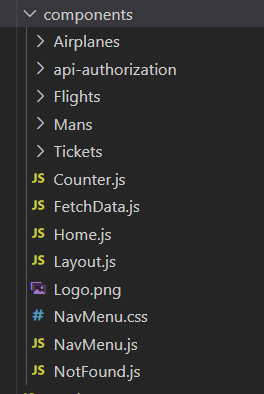 components
Airplanes
api-authorization
Flights
Mans
Tickets
JS Counter.js
JS FetchData.js
JS Home.js
JS Layout.js
Logo.png
# NavMenu.css
JS NavMenu.js
JS NotFound.js